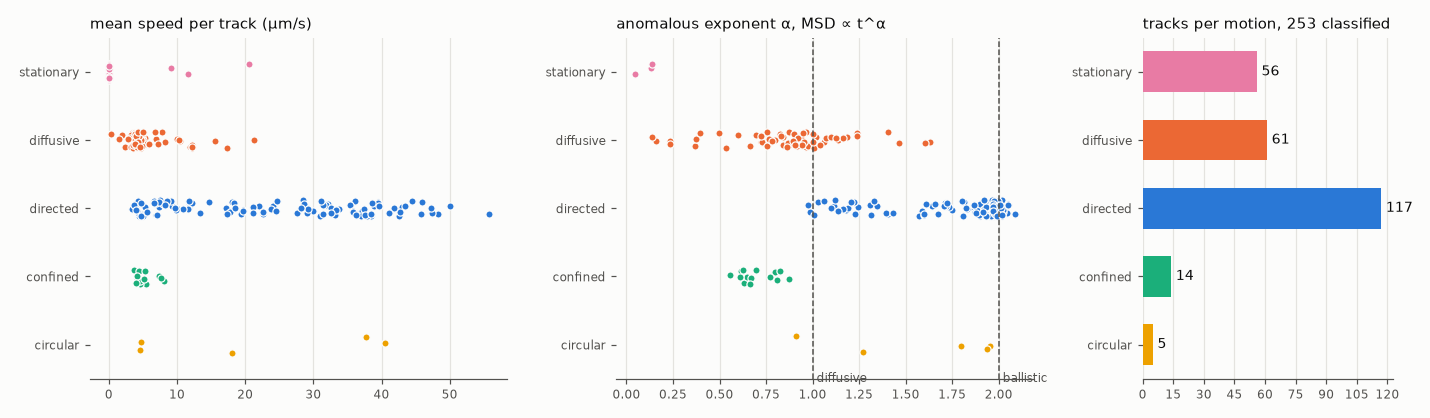 mean speed per track (µm/s)
stationary
diffusive
directed
confined
circular
0 10 20 30 40 50
anomalous exponent α, MSD ∝ t^α
stationary
diffusive
directed
confined
circular
diffusive
ballistic
0.00 0.25 0.50 0.75 1.00 1.25 1.50 1.75 2.00
tracks per motion, 253 classified
stationary 56
diffusive 61
directed 117
confined 14
circular 5
0 15 30 45 60 75 90 105 120